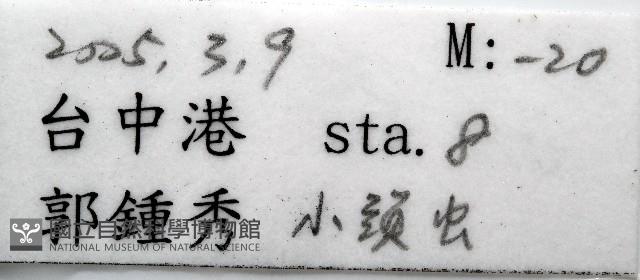 2005. 3. 9 M: -20
台中港 sta. 8
郭鍾秀 小頭虫
國立自然科學博物館
NATIONAL MUSEUM OF NATURAL SCIENCE